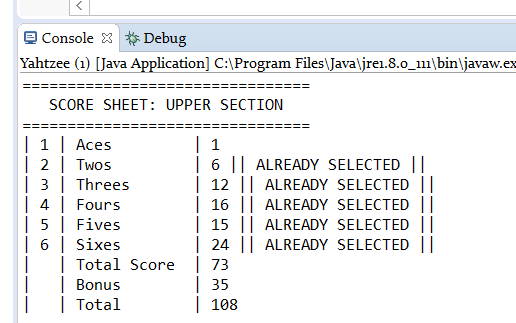 Console Debug
Yahtzee (1) [Java Application] C:\Program Files\Java\jre1.8.0_111\bin\javaw.ex
================================
SCORE SHEET: UPPER SECTION
================================
| 1 | Aces | 1
| 2 | Twos | 6 || ALREADY SELECTED ||
| 3 | Threes | 12 || ALREADY SELECTED ||
| 4 | Fours | 16 || ALREADY SELECTED ||
| 5 | Fives | 15 || ALREADY SELECTED ||
| 6 | Sixes | 24 || ALREADY SELECTED ||
| | Total Score | 73
| | Bonus | 35
| | Total | 108